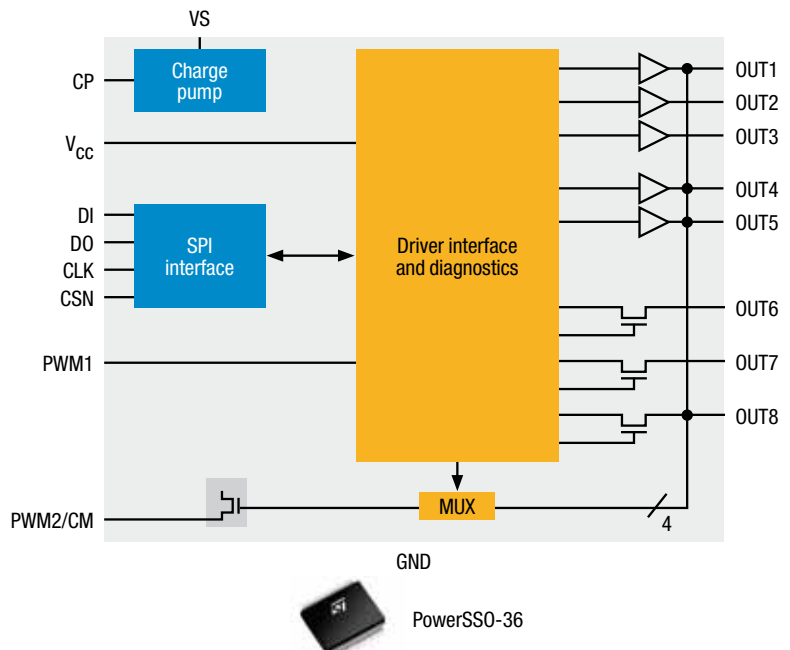 VS
CP
Charge
pump
VCC
DI
DO
CLK
CSN
SPI
interface
PWM1
PWM2/CM
Driver interface
and diagnostics
MUX
4
OUT1
OUT2
OUT3
OUT4
OUT5
OUT6
OUT7
OUT8
GND
ST
PowerSSO-36